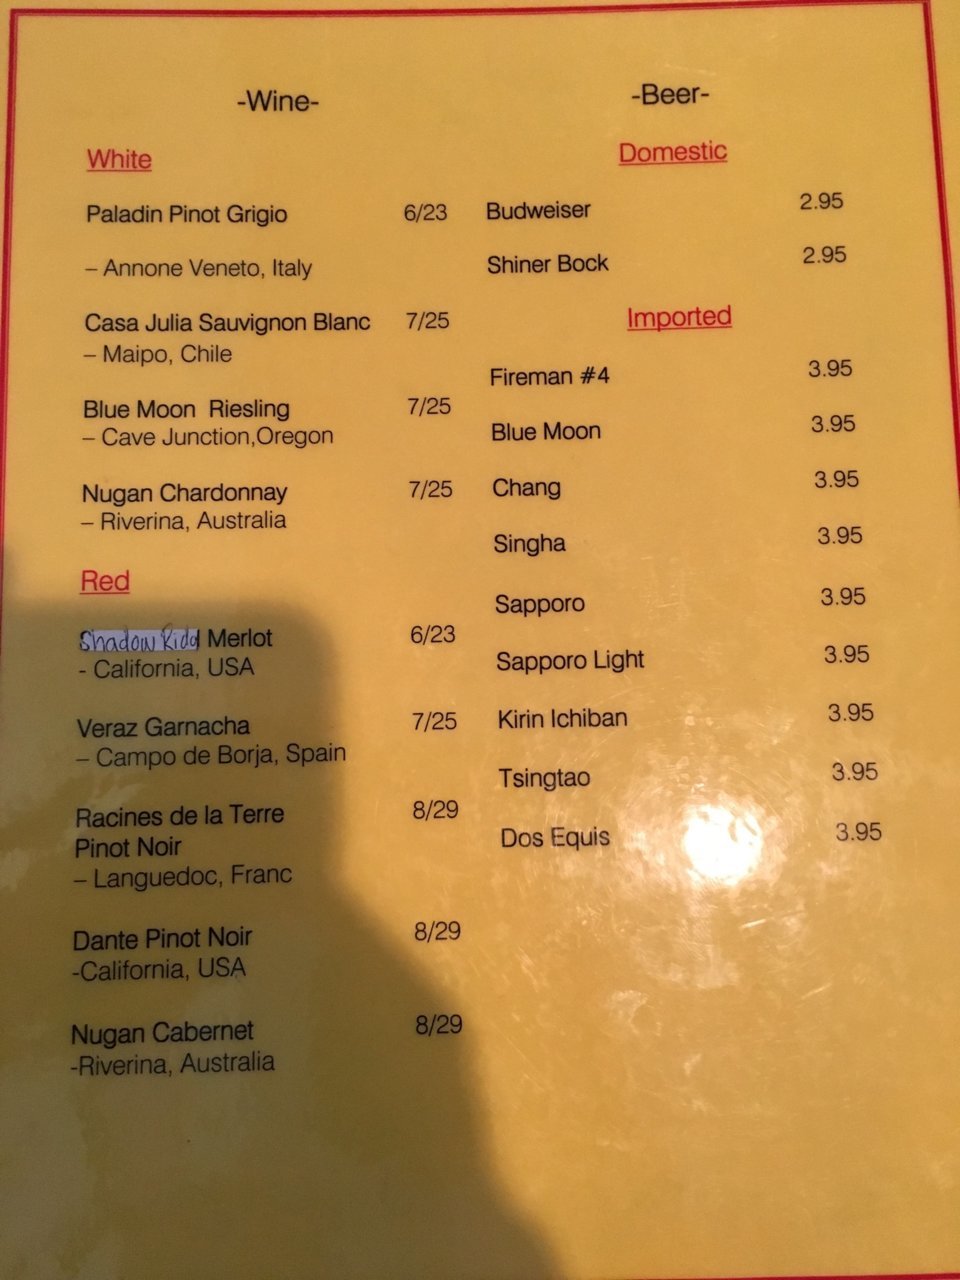 -Wine-
White
Paladin Pinot Grigio 6/23
– Annone Veneto, Italy
Casa Julia Sauvignon Blanc 7/25
– Maipo, Chile
Blue Moon Riesling 7/25
– Cave Junction,Oregon
Nugan Chardonnay 7/25
– Riverina, Australia
Red
Shadow Ridg Merlot 6/23
- California, USA
Veraz Garnacha 7/25
– Campo de Borja, Spain
Racines de la Terre 8/29
Pinot Noir
– Languedoc, Franc
Dante Pinot Noir 8/29
-California, USA
Nugan Cabernet 8/29
-Riverina, Australia
-Beer-
Domestic
Budweiser 2.95
Shiner Bock 2.95
Imported
Fireman #4 3.95
Blue Moon 3.95
Chang 3.95
Singha 3.95
Sapporo 3.95
Sapporo Light 3.95
Kirin Ichiban 3.95
Tsingtao 3.95
Dos Equis 3.95